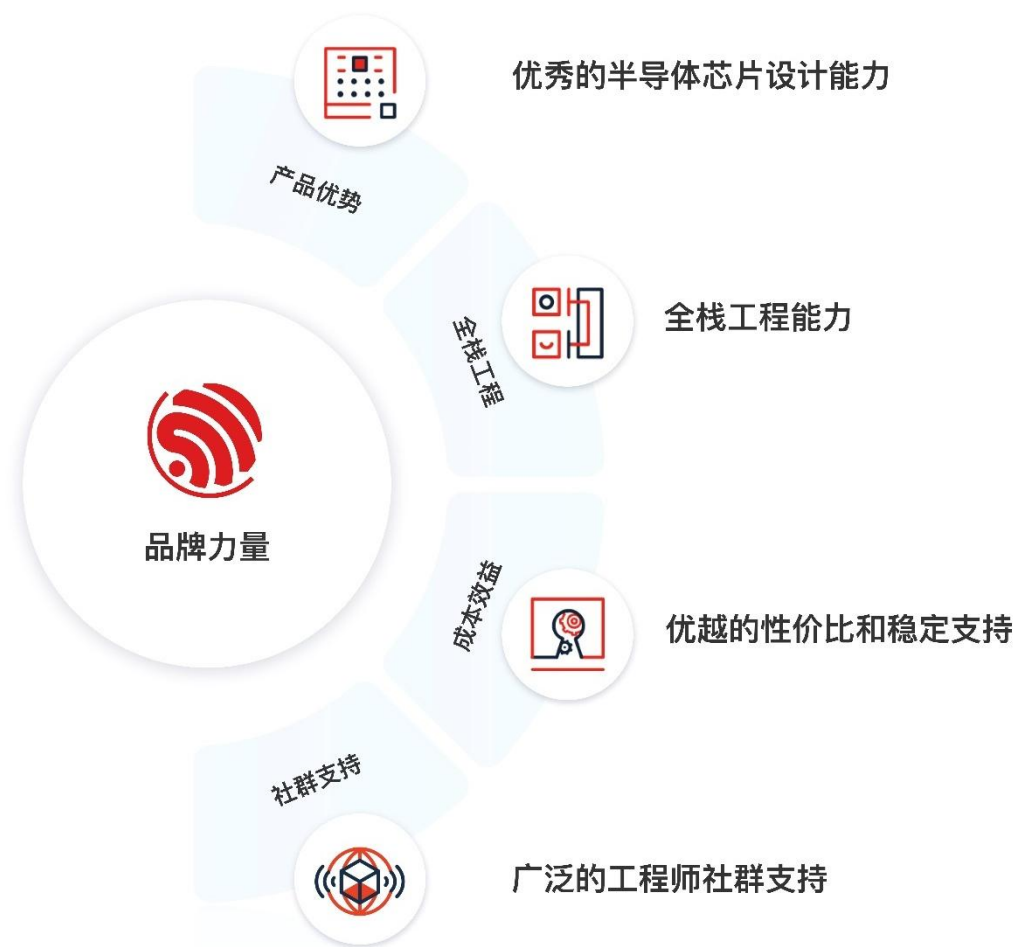 优秀的半导体芯片设计能力
产品优势
全栈工程
全栈工程能力
品牌力量
成本效益
优越的性价比和稳定支持
社群支持
广泛的工程师社群支持